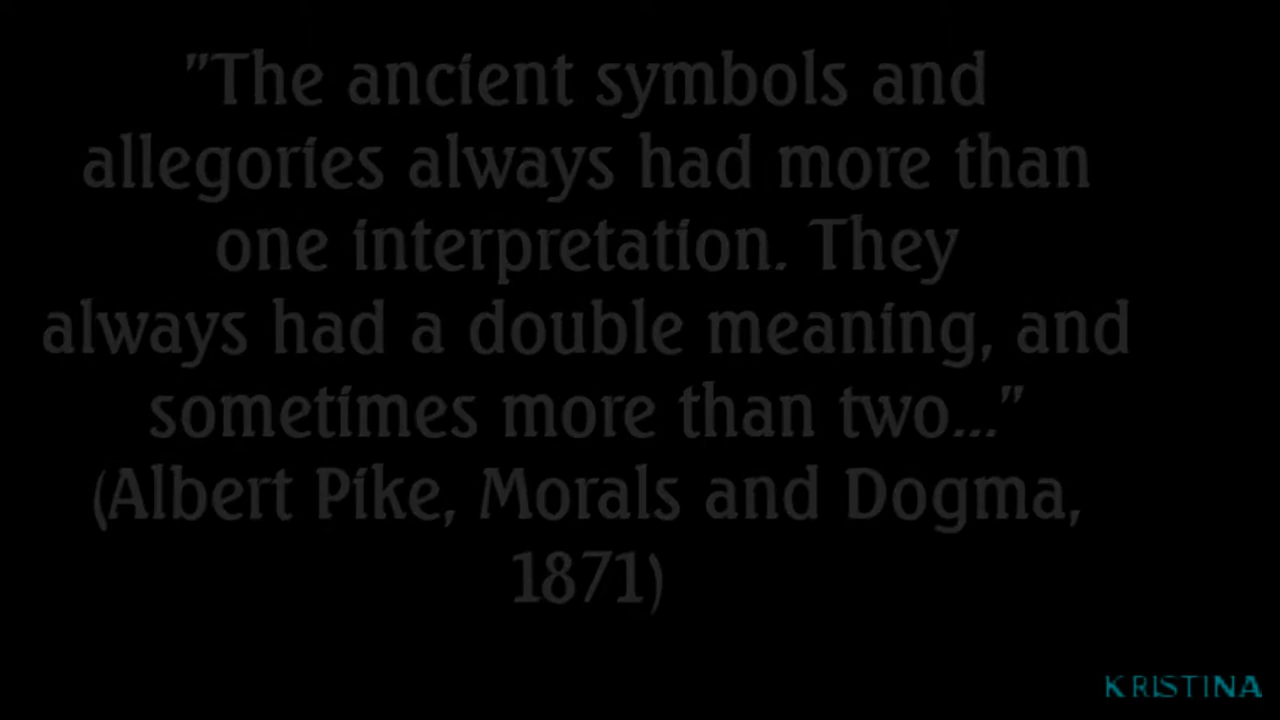 "The ancient symbols and
allegories always had more than
one interpretation. They
always had a double meaning, and
sometimes more than two..."
(Albert Pike, Morals and Dogma,
1871)
KRISTINA